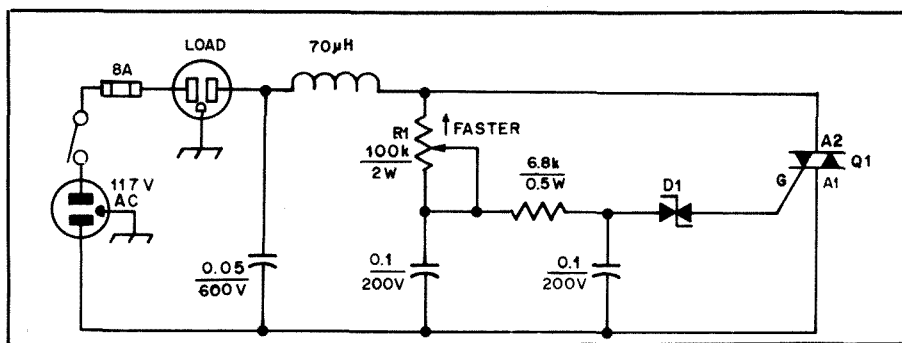 LOAD
70μH
8A
FASTER
R1
100k
2W
A2
Q1
6.8k
0.5W
D1
G
A1
117V
AC
0.05
600V
0.1
200V
0.1
200V